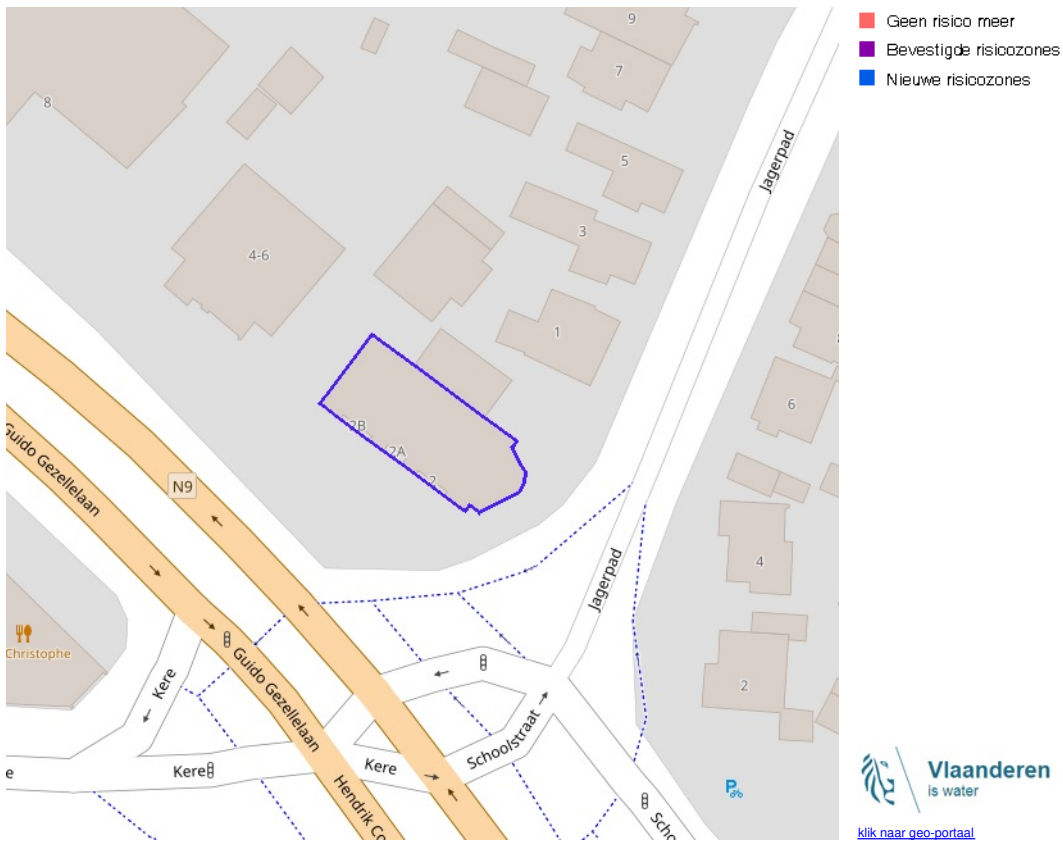 Geen risico meer
Bevestigde risicozones
Nieuwe risicozones
9
7
8
5
Jagerpad
3
4-6
1
6
2B
2A
2
Guido Gezellelaan
N9
4
Jagerpad
Christophe
Kere
Guido Gezellelaan
2
Schoolstraat
Kere
Kere
e
Hendrik Co
Scho
P
Vlaanderen
is water
klik naar geo-portaal